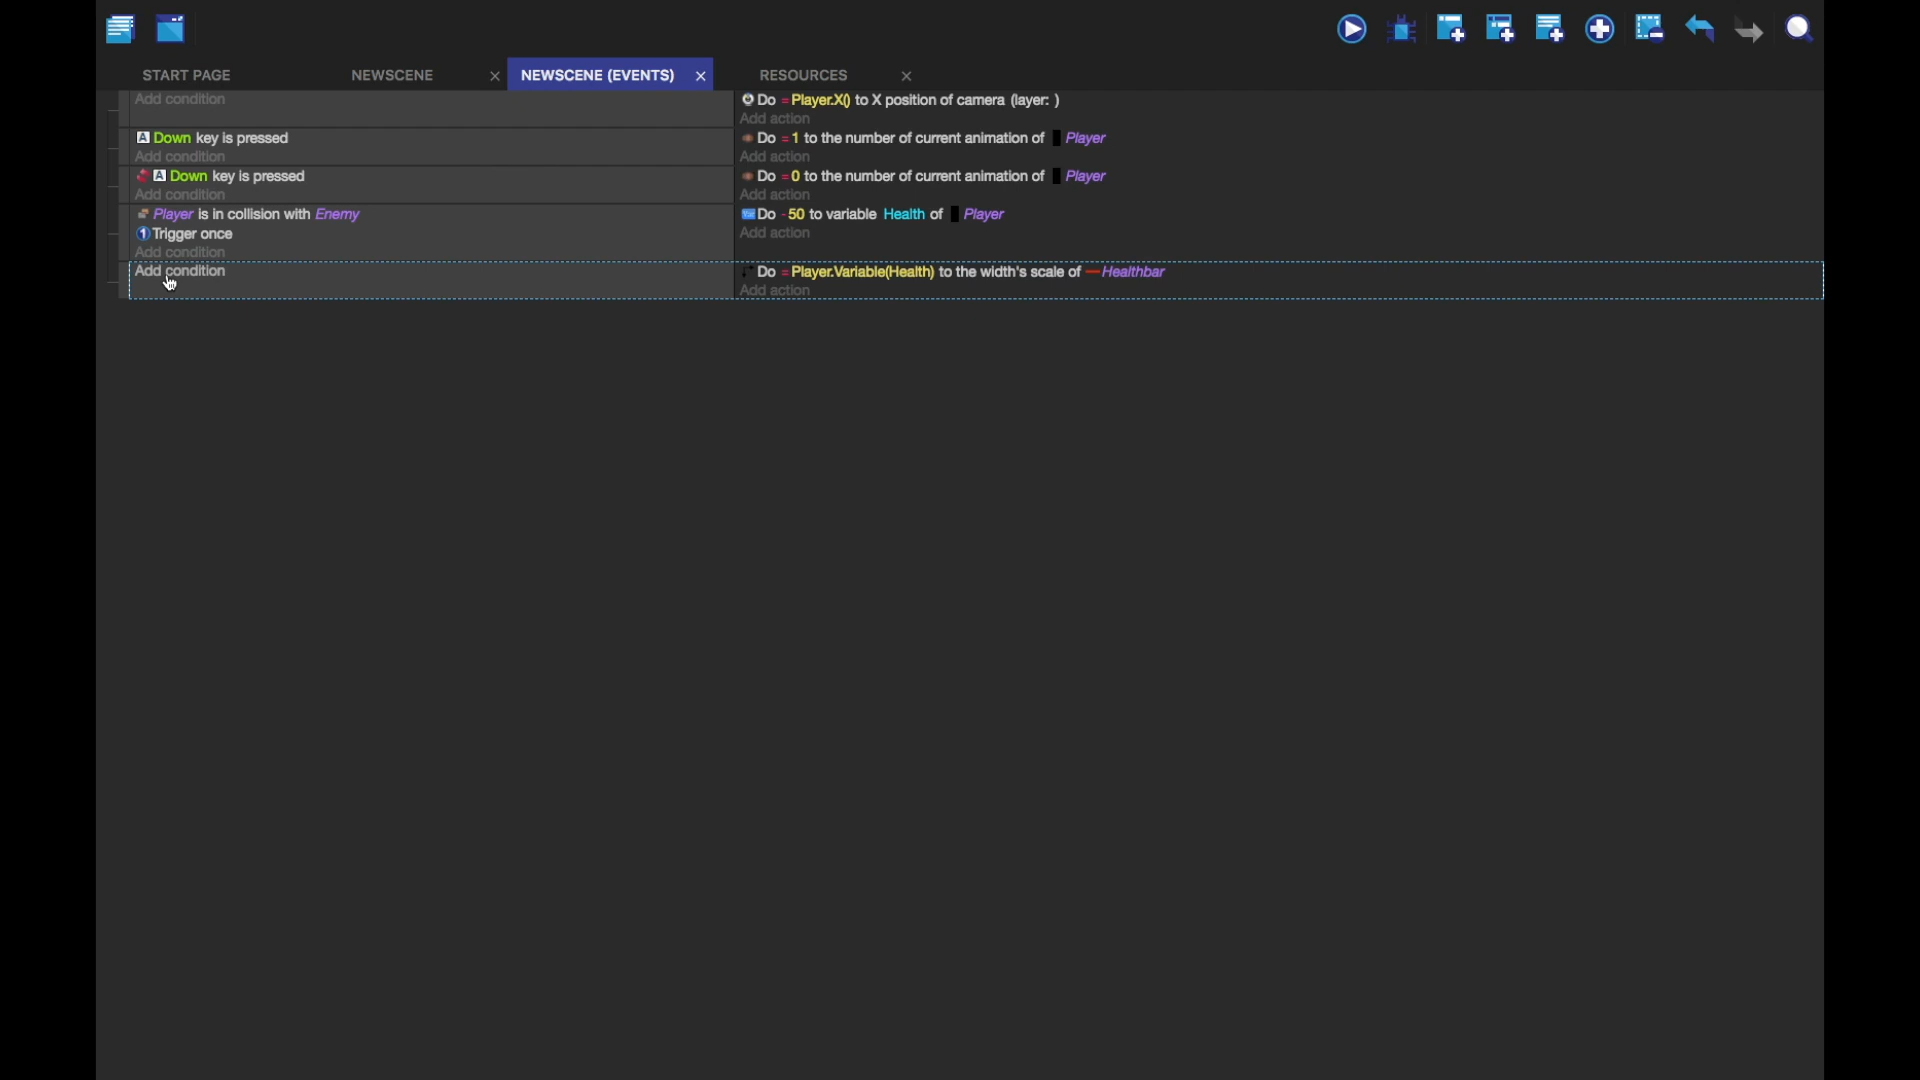 START PAGE NEWSCENE NEWSCENE (EVENTS) RESOURCES
Add condition
Do = Player.X() to X position of camera (layer: )
Add action
Down key is pressed
Add condition
Do = 1 to the number of current animation of Player
Add action
Down key is pressed
Add condition
Do = 0 to the number of current animation of Player
Add action
Player is in collision with Enemy
Trigger once
Add condition
Do - 50 to variable Health of Player
Add action
Add condition
Do = Player.Variable(Health) to the width's scale of Healthbar
Add action